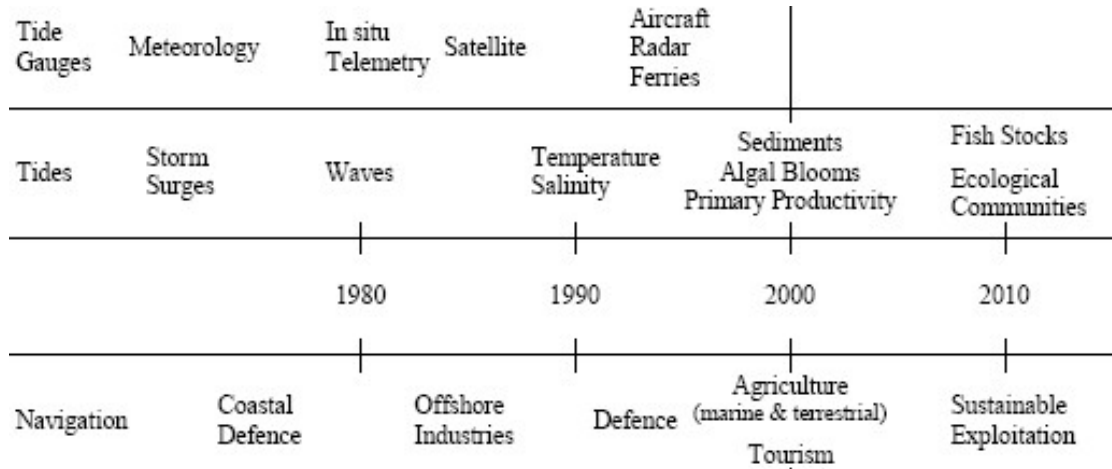 Tide
Gauges
Meteorology
In situ
Telemetry
Satellite
Aircraft
Radar
Ferries
Tides
Storm
Surges
Waves
Temperature
Salinity
Sediments
Algal Blooms
Primary Productivity
Fish Stocks
Ecological
Communities
1980
1990
2000
2010
Navigation
Coastal
Defence
Offshore
Industries
Defence
Agriculture
(marine & terrestrial)
Tourism
Sustainable
Exploitation